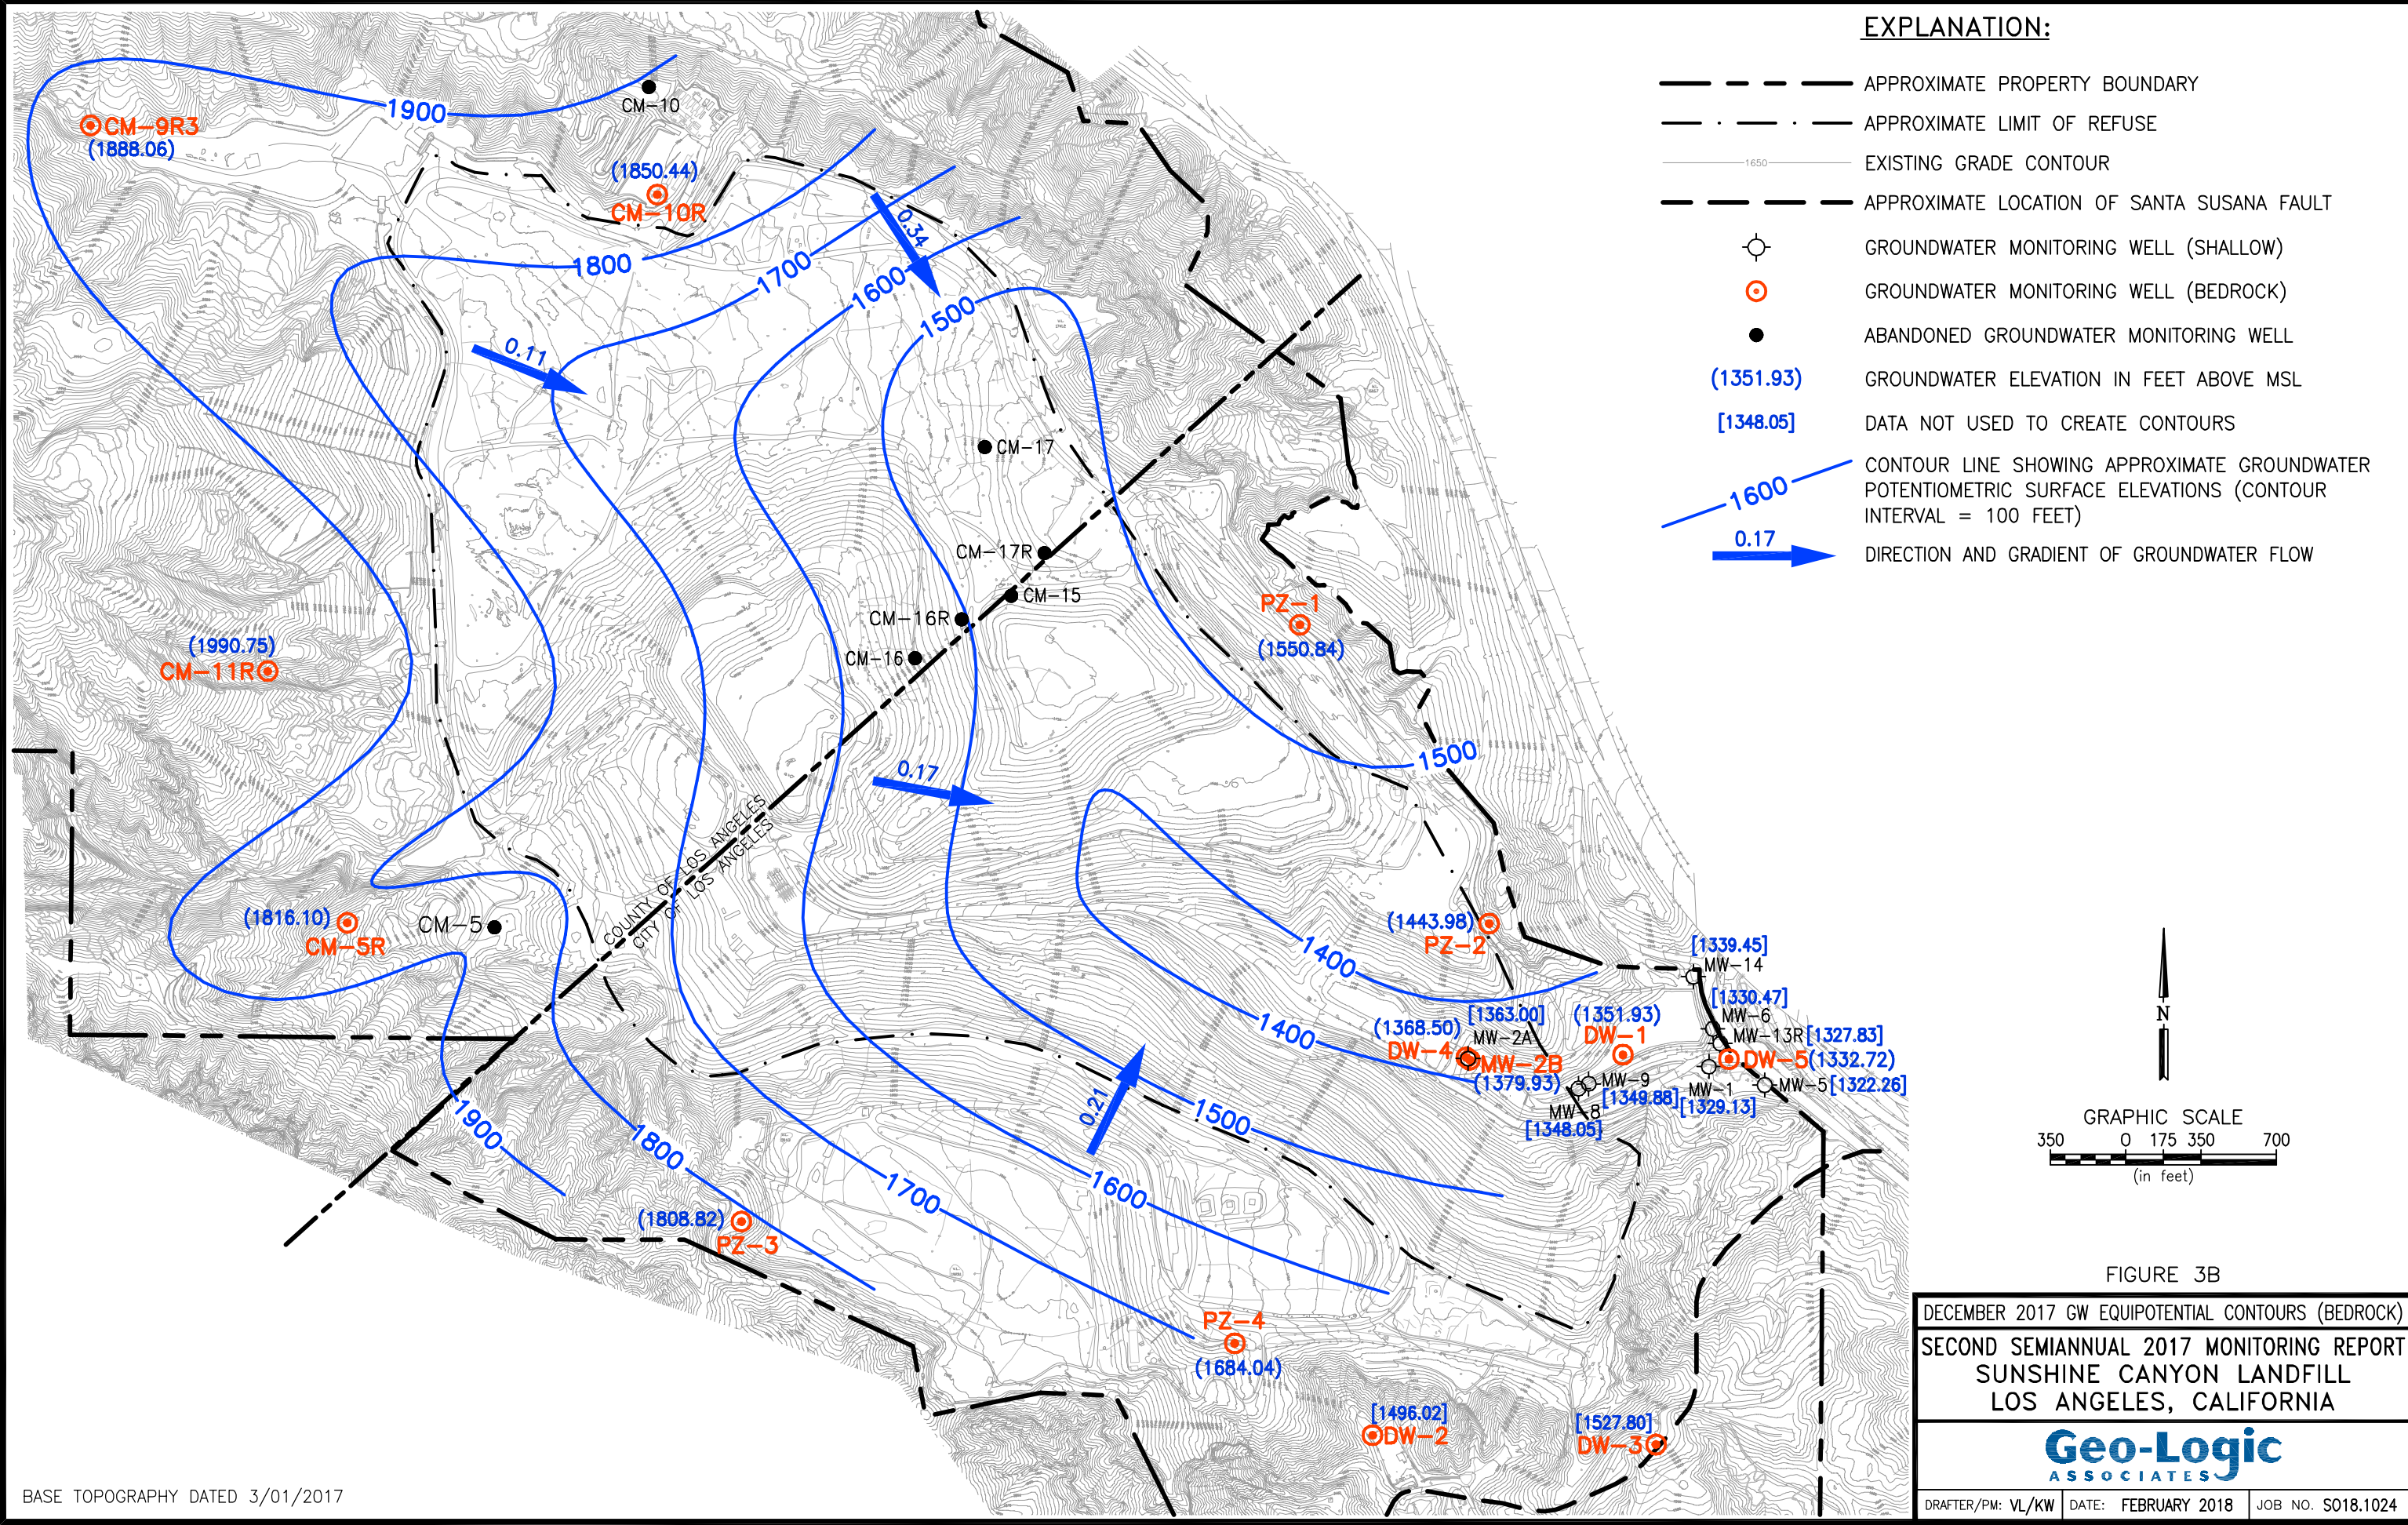 EXPLANATION:
APPROXIMATE PROPERTY BOUNDARY
APPROXIMATE LIMIT OF REFUSE
1650
EXISTING GRADE CONTOUR
APPROXIMATE LOCATION OF SANTA SUSANA FAULT
GROUNDWATER MONITORING WELL (SHALLOW)
GROUNDWATER MONITORING WELL (BEDROCK)
ABANDONED GROUNDWATER MONITORING WELL
(1351.93)
GROUNDWATER ELEVATION IN FEET ABOVE MSL
[1348.05]
DATA NOT USED TO CREATE CONTOURS
1600
CONTOUR LINE SHOWING APPROXIMATE GROUNDWATER
POTENTIOMETRIC SURFACE ELEVATIONS (CONTOUR
INTERVAL = 100 FEET)
0.17
DIRECTION AND GRADIENT OF GROUNDWATER FLOW
1900
CM-10
CM-9R3
(1888.06)
(1850.44)
CM-10R
0.34
1800
1700
1600
1500
0.11
CM-17
CM-17R
CM-15
CM-16R
CM-16
PZ-1
(1550.84)
(1990.75)
CM-11R
1500
0.17
COUNTY OF LOS ANGELES
CITY OF LOS ANGELES
(1816.10)
CM-5R
CM-5
(1443.98)
PZ-2
1400
[1339.45]
MW-14
[1330.47]
MW-6
MW-13R [1327.83]
[1363.00]
MW-2A
(1351.93)
DW-1
(1368.50)
DW-4
MW-2B
(1379.93)
DW-5 (1332.72)
MW-9
[1349.88]
MW-8
[1348.05]
MW-1
[1329.13]
MW-5 [1322.26]
1400
1900
1800
0.21
1500
1700
1600
(1808.82)
PZ-3
PZ-4
(1684.04)
[1496.02]
DW-2
[1527.80]
DW-3
N
GRAPHIC SCALE
350 0 175 350 700
(in feet)
FIGURE 3B
DECEMBER 2017 GW EQUIPOTENTIAL CONTOURS (BEDROCK)
SECOND SEMIANNUAL 2017 MONITORING REPORT
SUNSHINE CANYON LANDFILL
LOS ANGELES, CALIFORNIA
Geo-Logic
ASSOCIATES
DRAFTER/PM: VL/KW
DATE: FEBRUARY 2018
JOB NO. SO18.1024
BASE TOPOGRAPHY DATED 3/01/2017